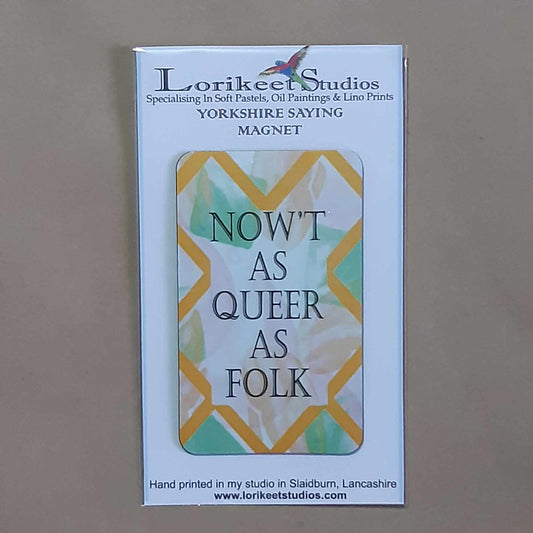 Lorikeet Studios
Specialising In Soft Pastels, Oil Paintings & Lino Prints
YORKSHIRE SAYING
MAGNET
NOW'T
AS
QUEER
AS
FOLK
Hand printed in my studio in Slaidburn, Lancashire
www.lorikeetstudios.com